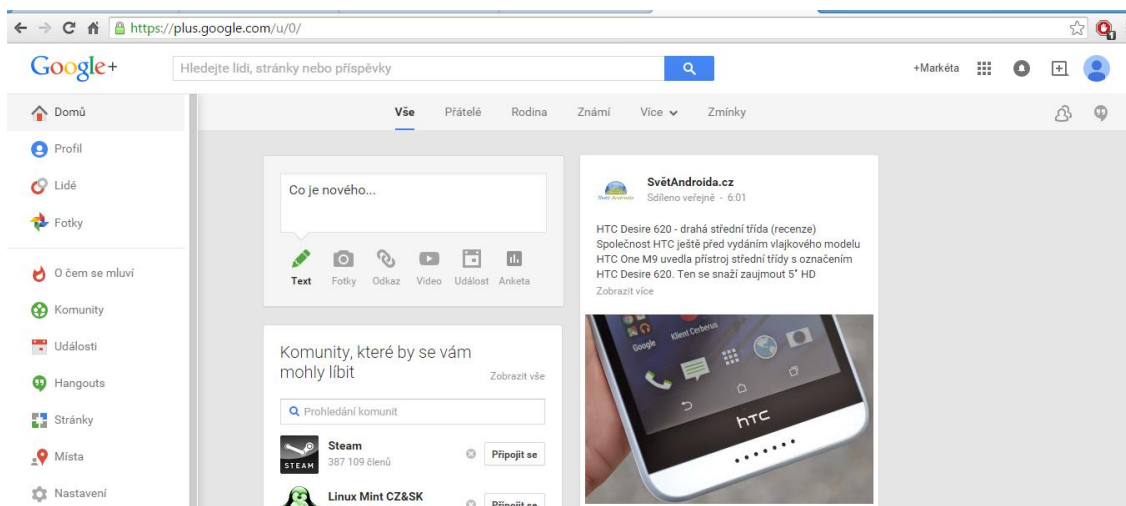 https://plus.google.com/u/0/
1
Google+
Hledejte lidi, stránky nebo příspěvky
+Markéta
Domů
Profil
Lidé
Fotky
O čem se mluví
Komunity
Události
Hangouts
Stránky
Místa
Nastavení
Vše Přátelé Rodina Známí Více Zmínky
Co je nového...
Text Fotky Odkaz Video Událost Anketa
Komunity, které by se vám
mohly líbit
Zobrazit vše
Prohledání komunit
STEAM
Steam
387 109 členů
Připojit se
Linux Mint CZ&SK
Připojit se
SvětAndroida.cz
Sdíleno veřejně - 6:01
HTC Desire 620 - drahá střední třída (recenze)
Společnost HTC ještě před vydáním vlajkového modelu
HTC One M9 uvedla přístroj střední třídy s označením
HTC Desire 620. Ten se snaží zaujmout 5" HD
Zobrazit více
Google
Klient Cerberus
hTC